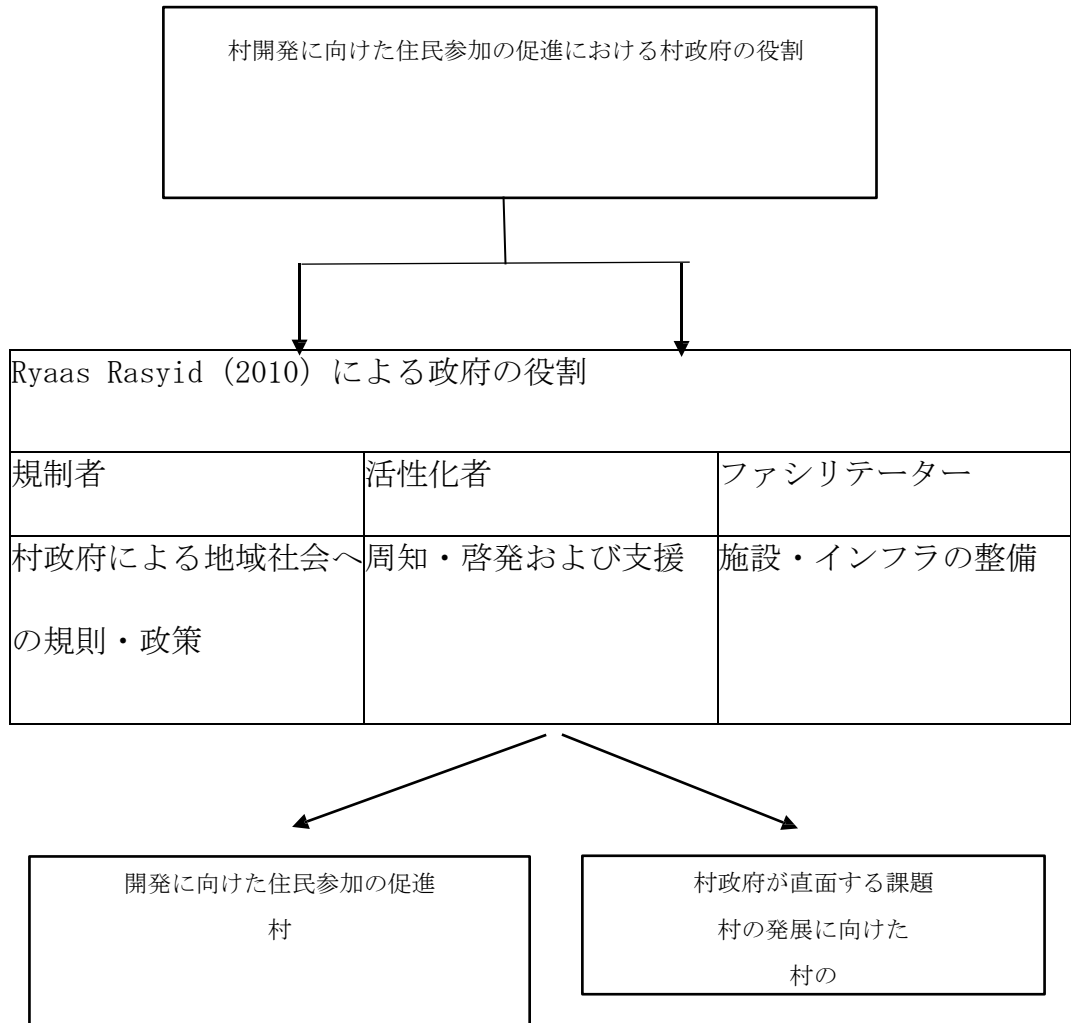 村開発に向けた住民参加の促進における村政府の役割
Ryaas Rasyid (2010) による政府の役割
規制者
活性化者
ファシリテーター
村政府による地域社会へ
の規則・政策
周知・啓発および支援
施設・インフラの整備
開発に向けた住民参加の促進
村
村政府が直面する課題
村の発展に向けた
村の